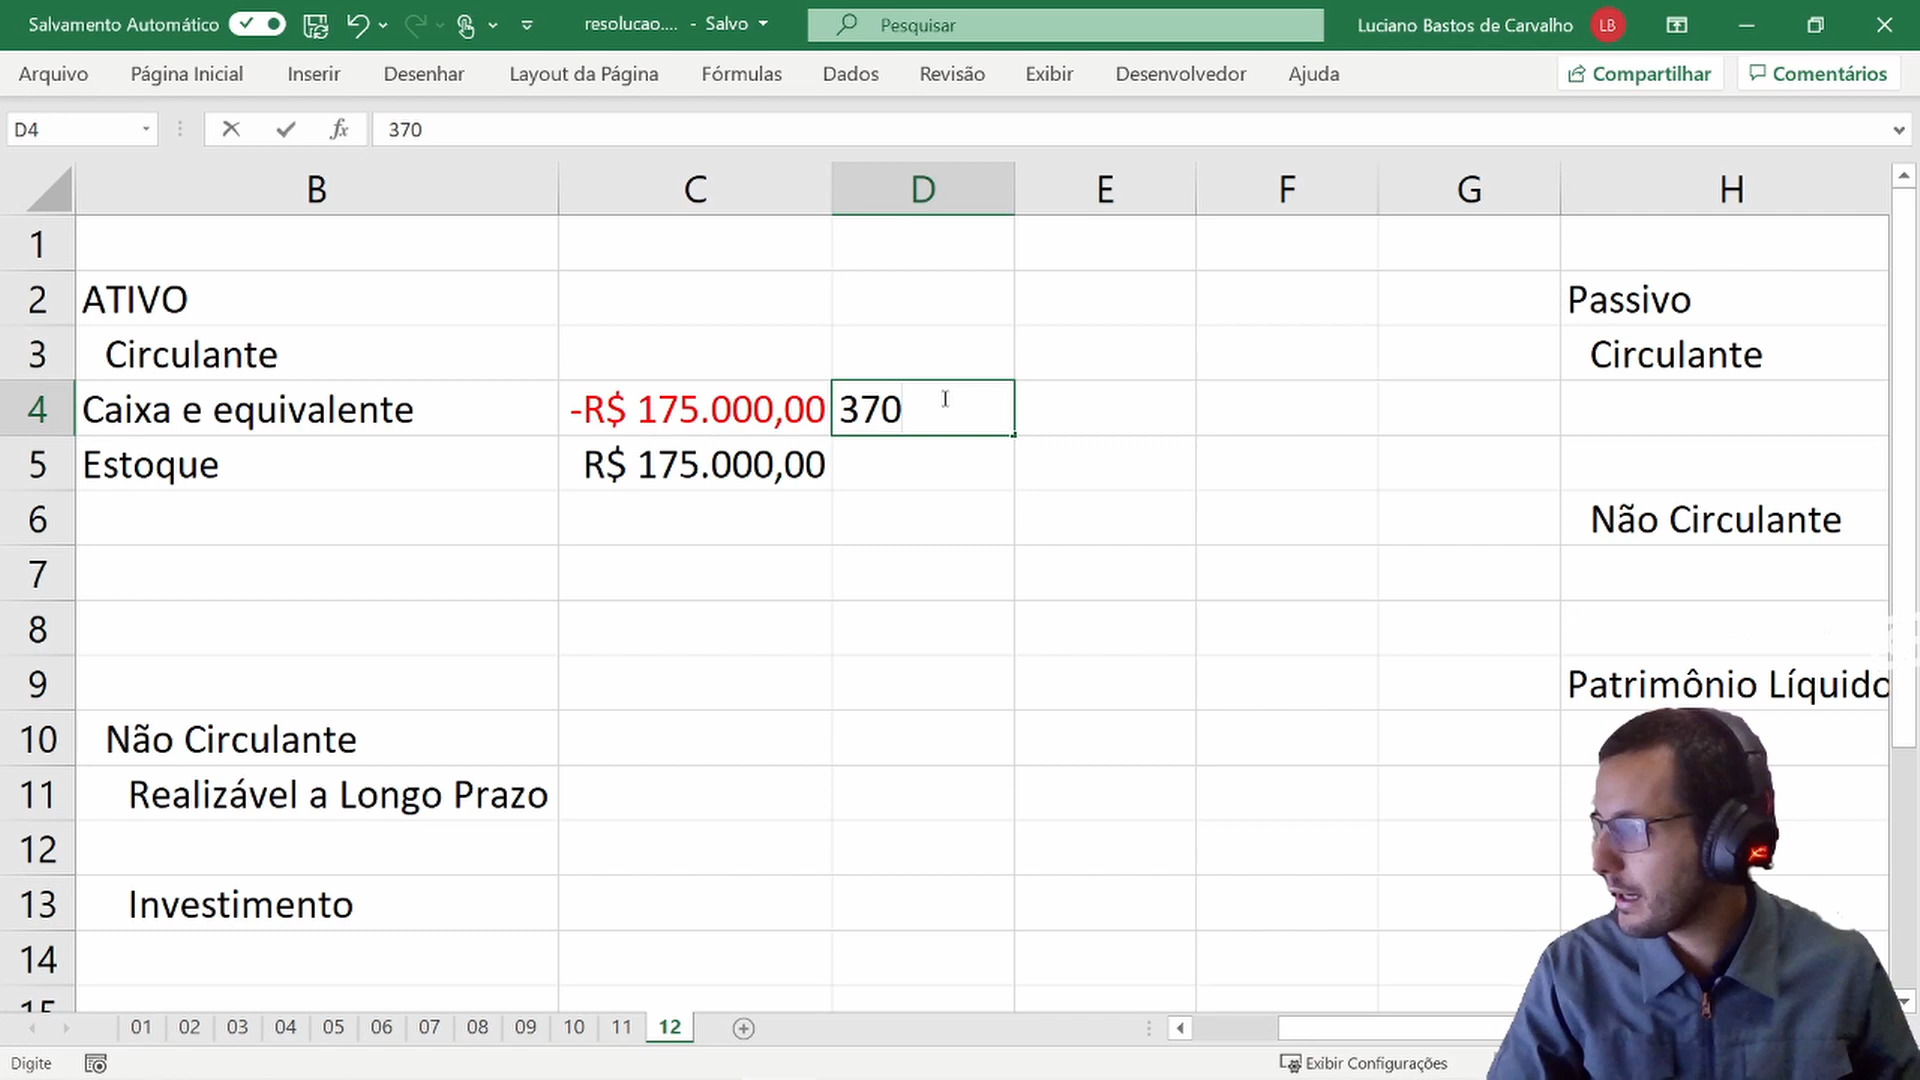 Salvamento Automático
resolucao.... - Salvo
Pesquisar
Luciano Bastos de Carvalho
LB
Arquivo Página Inicial Inserir Desenhar Layout da Página Fórmulas Dados Revisão Exibir Desenvolvedor Ajuda
Compartilhar Comentários
D4
fx
370
B C D E F G H
1
2 ATIVO Passivo
3 Circulante Circulante
4 Caixa e equivalente -R$ 175.000,00 370
5 Estoque R$ 175.000,00
6 Não Circulante
7
8
9 Patrimônio Líquido
10 Não Circulante
11 Realizável a Longo Prazo
12
13 Investimento
14
15
01 02 03 04 05 06 07 08 09 10 11 12
Digite
Exibir Configurações